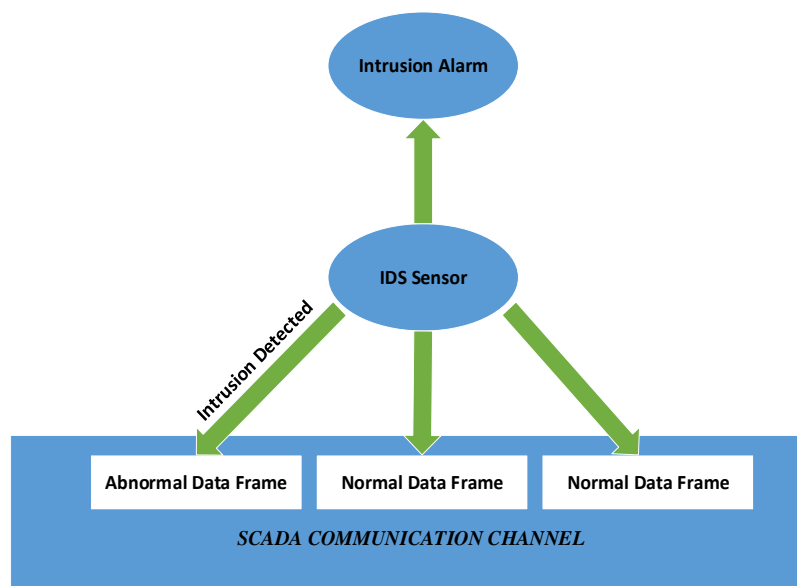 Intrusion Alarm
IDS Sensor
Intrusion Detected
Abnormal Data Frame
Normal Data Frame
Normal Data Frame
SCADA COMMUNICATION CHANNEL